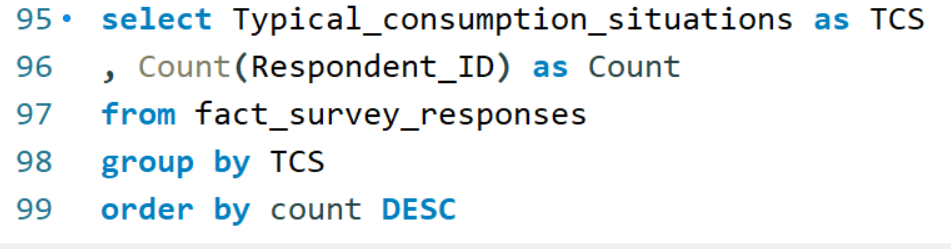 95 select Typical_consumption_situations as TCS
96 , Count(Respondent_ID) as Count
97 from fact_survey_responses
98 group by TCS
99 order by count DESC